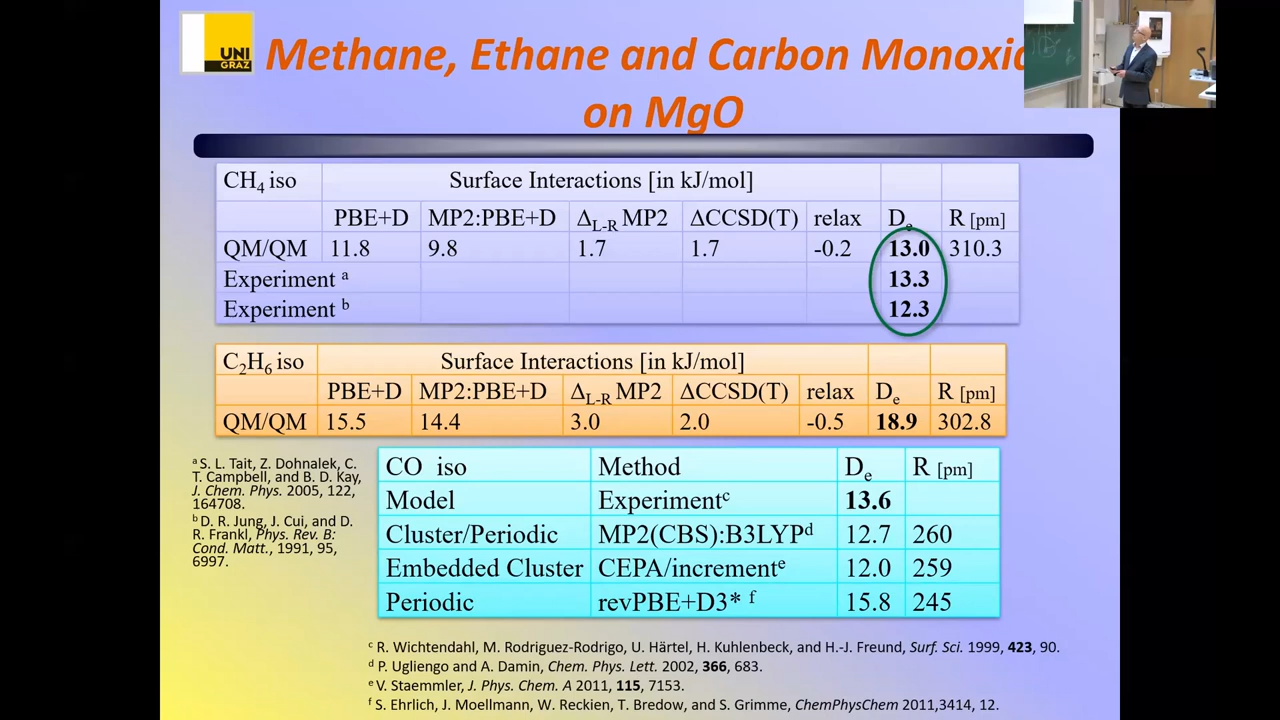 UNI
GRAZ
Methane, Ethane and Carbon
on MgO
CH₄ iso Surface Interactions [in kJ/mol]
PBE+D MP2:PBE+D Δ_L-R MP2 ΔCCSD(T) relax Dₑ R [pm]
QM/QM 11.8 9.8 1.7 1.7 -0.2 13.0 310.3
Experiment ᵃ 13.3
Experiment ᵇ 12.3
C₂H₆ iso Surface Interactions [in kJ/mol]
PBE+D MP2:PBE+D Δ_L-R MP2 ΔCCSD(T) relax Dₑ R [pm]
QM/QM 15.5 14.4 3.0 2.0 -0.5 18.9 302.8
ᵃ S. L. Tait, Z. Dohnalek, C.
T. Campbell, and B. D. Kay,
J. Chem. Phys. 2005, 122,
164708.
ᵇ D. R. Jung, J. Cui, and D.
R. Frankl, Phys. Rev. B:
Cond. Matt., 1991, 95,
6997.
CO iso Method Dₑ R [pm]
Model Experimentᶜ 13.6
Cluster/Periodic MP2(CBS):B3LYPᵈ 12.7 260
Embedded Cluster CEPA/incrementᵉ 12.0 259
Periodic revPBE+D3* ᶠ 15.8 245
ᶜ R. Wichtendahl, M. Rodriguez-Rodrigo, U. Härtel, H. Kuhlenbeck, and H.-J. Freund, Surf. Sci. 1999, 423, 90.
ᵈ P. Ugliengo and A. Damin, Chem. Phys. Lett. 2002, 366, 683.
ᵉ V. Staemmler, J. Phys. Chem. A 2011, 115, 7153.
ᶠ S. Ehrlich, J. Moellmann, W. Reckien, T. Bredow, and S. Grimme, ChemPhysChem 2011,3414, 12.